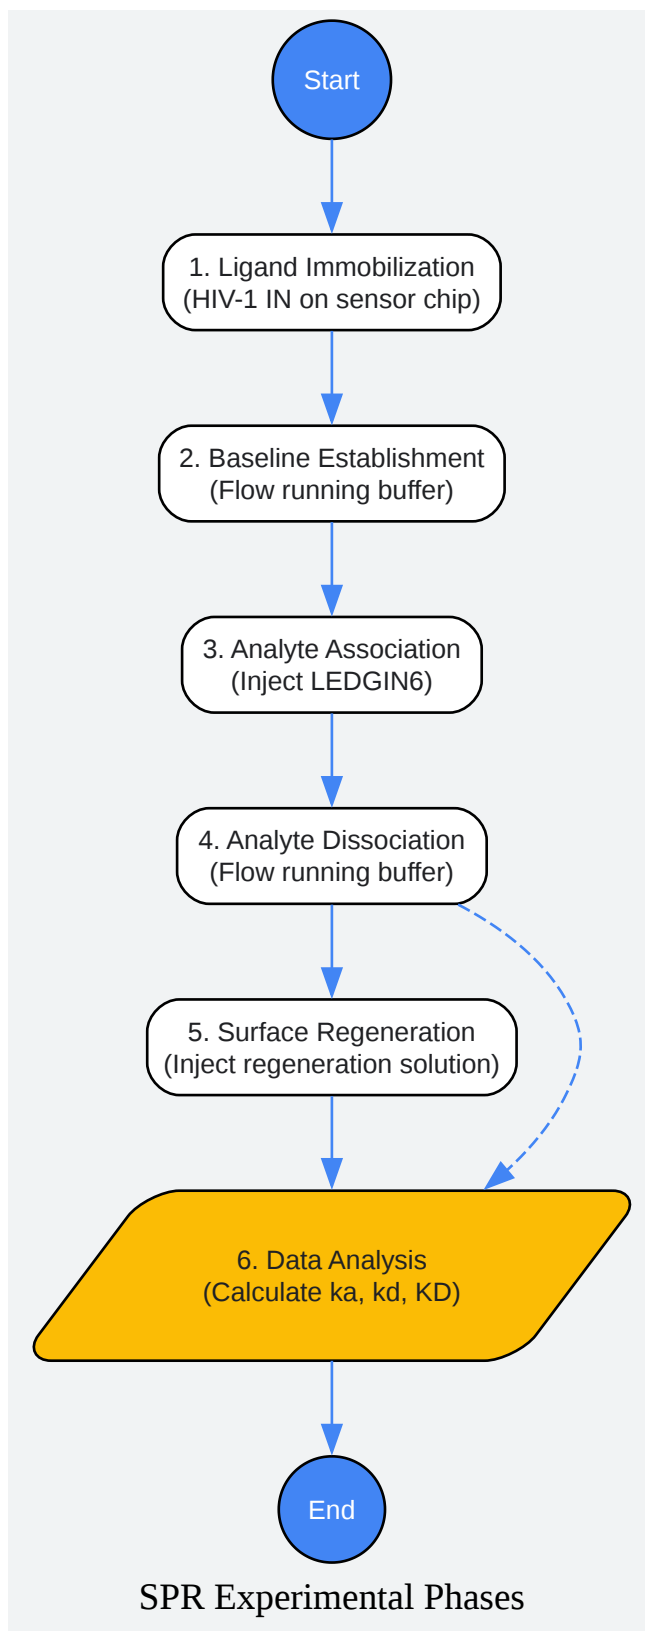 Start
1. Ligand Immobilization
(HIV-1 IN on sensor chip)
2. Baseline Establishment
(Flow running buffer)
3. Analyte Association
(Inject LEDGIN6)
4. Analyte Dissociation
(Flow running buffer)
5. Surface Regeneration
(Inject regeneration solution)
6. Data Analysis
(Calculate ka, kd, KD)
End
SPR Experimental Phases